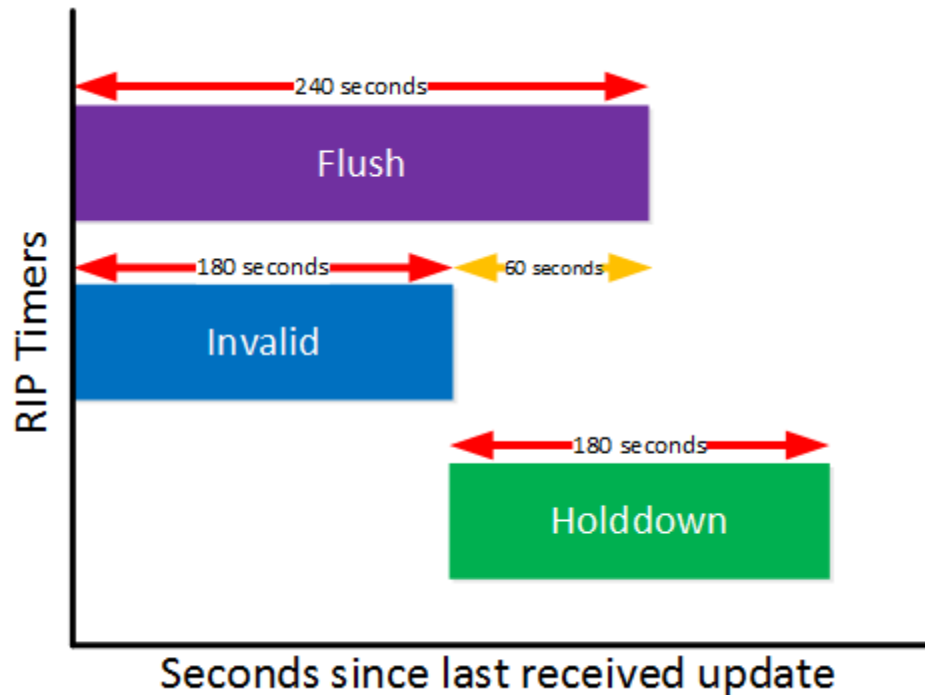 240 seconds
Flush
180 seconds
60 seconds
Invalid
180 seconds
Holddown
RIP Timers
Seconds since last received update